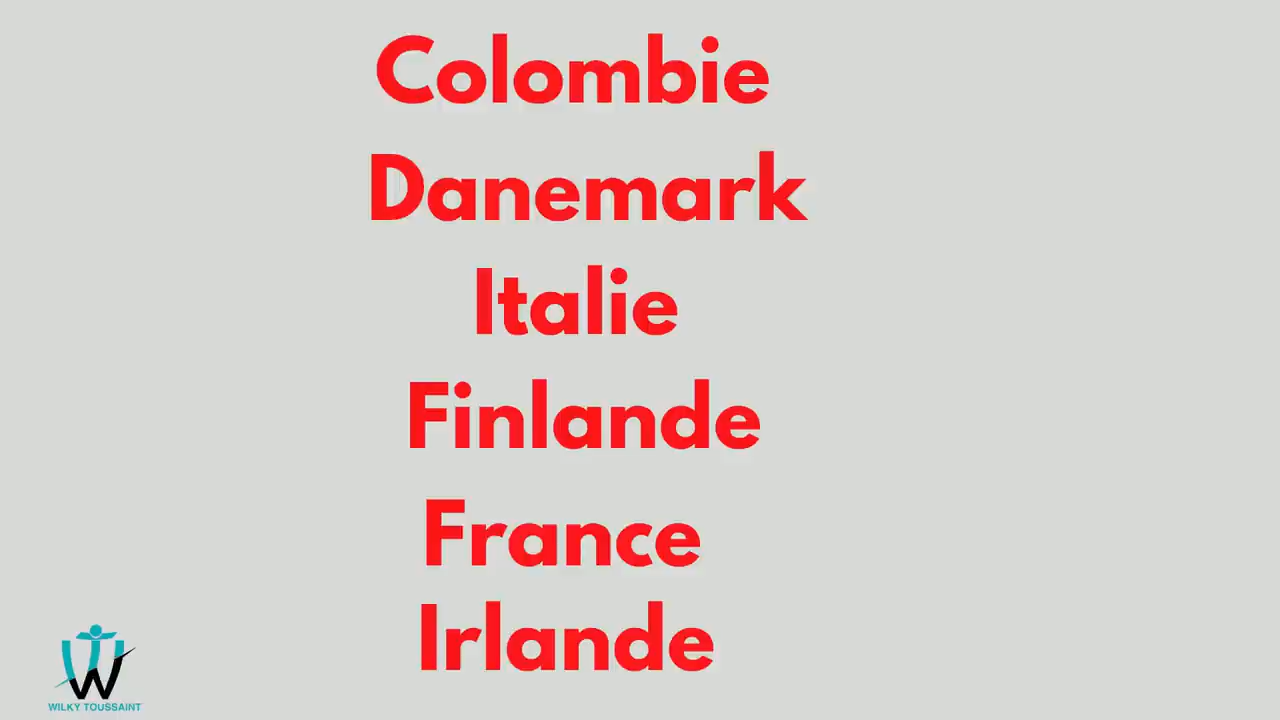 Colombie
Danemark
Italie
Finlande
France
Irlande
WILKY TOUSSAINT